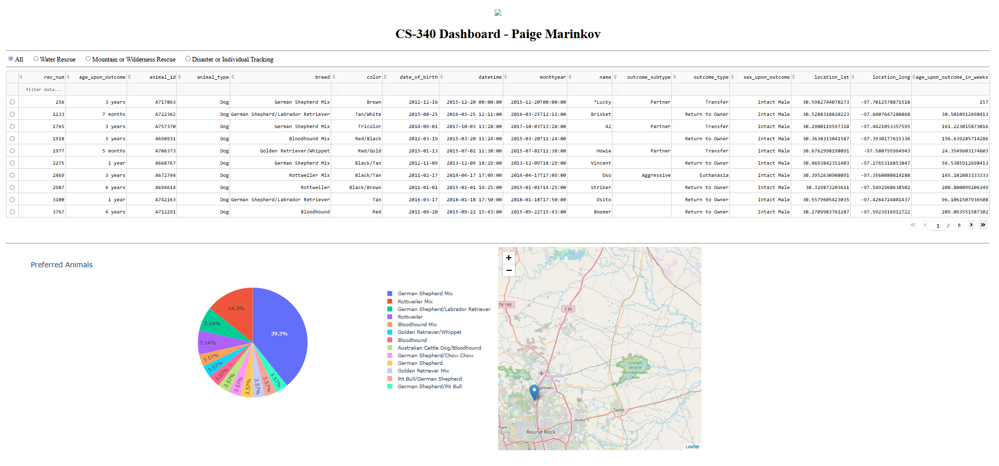 CS-340 Dashboard - Paige Marinkov
All Water Rescue Mountain or Wilderness Rescue Disaster or Individual Tracking
rec_num age_upon_outcome animal_id animal_type breed color date_of_birth datetime monthyear name outcome_subtype outcome_type sex_upon_outcome location_lat location_long age_upon_outcome_in_weeks
filter data...
256 3 years A717863 Dog German Shepherd Mix Brown 2012-12-16 2015-12-20 00:00:00 2015-12-20T00:00:00 *Lucky Partner Transfer Intact Male 30.5982744070273 -97.7012578871518 157
1233 7 months A722362 Dog German Shepherd/Labrador Retriever Tan/White 2015-08-25 2016-03-25 12:11:00 2016-03-25T12:11:00 Brisket Return to Owner Intact Male 30.5288318820223 -97.6407647288868 30.5010912698413
1765 3 years A757370 Dog German Shepherd Mix Tricolor 2014-09-01 2017-10-03 13:28:00 2017-10-03T13:28:00 42 Partner Transfer Intact Male 30.2900119597318 -97.4421053357595 161.223015873016
1918 3 years A698931 Dog Bloodhound Mix Red/Black 2012-03-19 2015-03-20 11:24:00 2015-03-20T11:24:00 Return to Owner Intact Male 30.3638313841587 -97.3930177615336 156.639285714286
1977 5 months A706373 Dog Golden Retriever/Whippet Red/Gold 2015-01-13 2015-07-02 11:38:00 2015-07-02T11:38:00 Howie Partner Transfer Intact Male 30.6762998198091 -97.580795964943 24.3549603174603
2275 1 year A668767 Dog German Shepherd Mix Black/Tan 2012-11-09 2013-12-09 18:29:00 2013-12-09T18:29:00 Vincent Return to Owner Intact Male 30.4693842352403 -97.2765316853847 56.5385912698413
2469 3 years A672744 Dog Rottweiler Mix Black/Tan 2011-02-17 2014-04-17 17:09:00 2014-04-17T17:09:00 Oso Aggressive Euthanasia Intact Male 30.3952630908091 -97.3568080814188 165.102083333333
2987 4 years A694614 Dog Rottweiler Black/Brown 2011-01-01 2015-01-01 14:25:00 2015-01-01T14:25:00 Striker Return to Owner Intact Male 30.329873203611 -97.5492968638502 208.800099206349
3100 1 year A742163 Dog German Shepherd/Labrador Retriever Tan 2016-03-17 2018-01-18 17:50:00 2018-01-18T17:50:00 Osito Return to Owner Intact Male 30.5579605423035 -97.4264724881437 96.1061507936508
3767 4 years A712291 Dog Bloodhound Red 2011-09-20 2015-09-22 15:43:00 2015-09-22T15:43:00 Boomer Return to Owner Intact Male 30.2709983761287 -97.5923916912722 209.093551587302
1 / 6
Preferred Animals
39.3%
14.3%
7.14%
7.14%
3.57%
3.57%
3.57%
3.57%
3.57%
3.57%
3.57%
3.57%
3.57%
German Shepherd Mix
Rottweiler Mix
German Shepherd/Labrador Retriever
Rottweiler
Bloodhound Mix
Golden Retriever/Whippet
Bloodhound
Australian Cattle Dog/Bloodhound
German Shepherd/Chow Chow
German Shepherd
Golden Retriever Mix
Pit Bull/German Shepherd
German Shepherd/Pit Bull
+
−
TX 195
I 35
Granger
Wildlife
Management
Area
Williamson
County
getown
Taylor
Hutto
Park
Round Rock
Leaflet